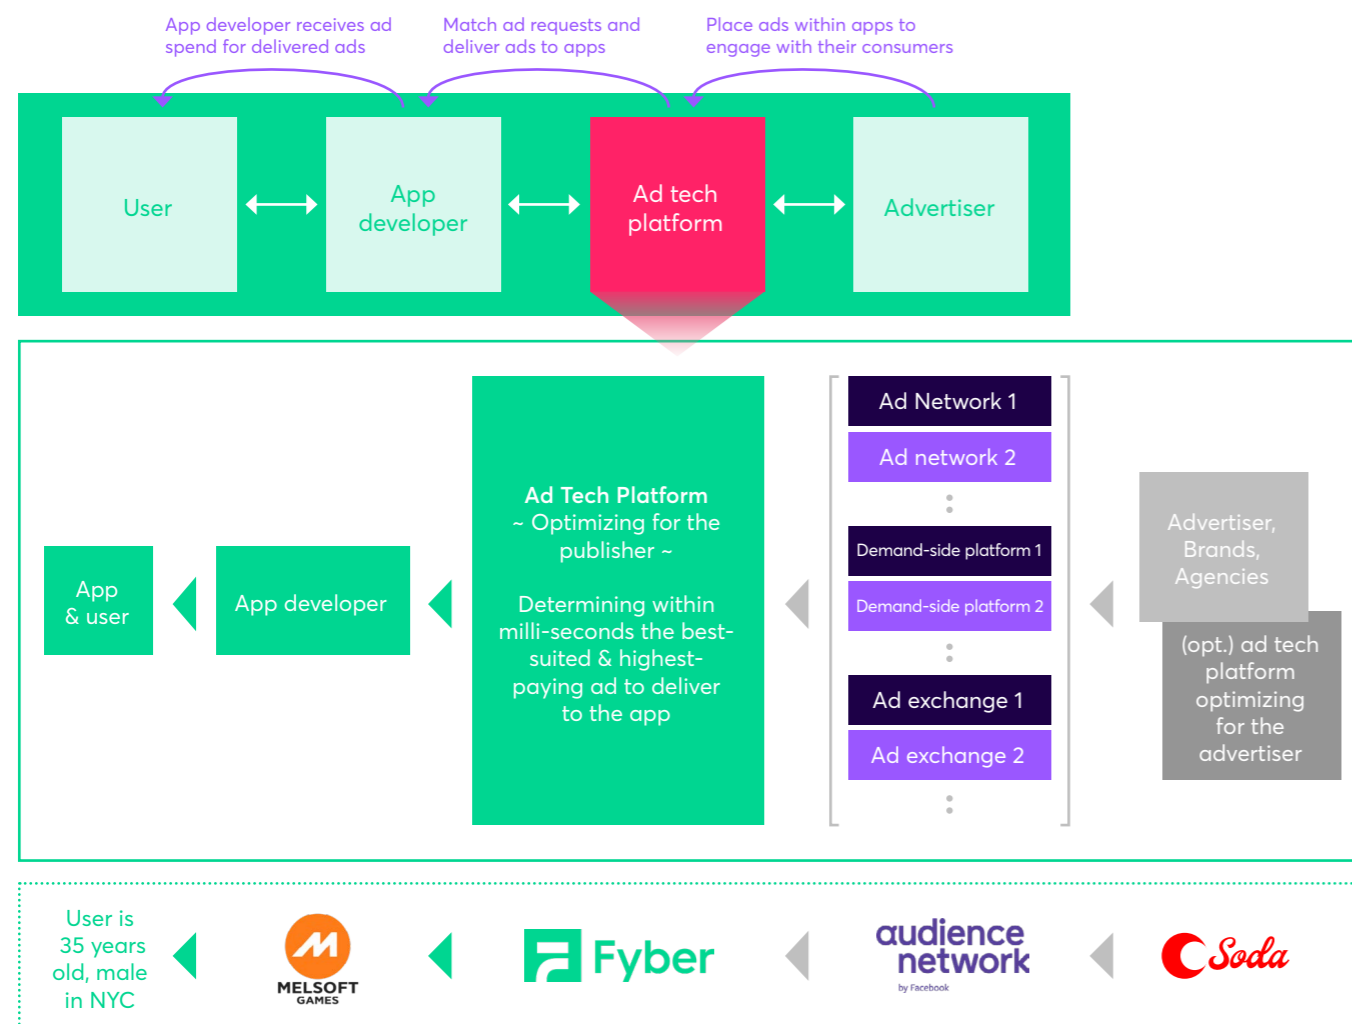 App developer receives ad
spend for delivered ads
Match ad requests and
deliver ads to apps
Place ads within apps to
engage with their consumers
User
App
developer
Ad tech
platform
Advertiser
App
& user
App developer
Ad Tech Platform
~ Optimizing for the
publisher ~
Determining within
milli-seconds the best-
suited & highest-
paying ad to deliver
to the app
Ad Network 1
Ad network 2
Demand-side platform 1
Demand-side platform 2
Ad exchange 1
Ad exchange 2
Advertiser,
Brands,
Agencies
(opt.) ad tech
platform
optimizing
for the
advertiser
User is
35 years
old, male
in NYC
MELSOFT
GAMES
Fyber
audience
network
by Facebook
Soda